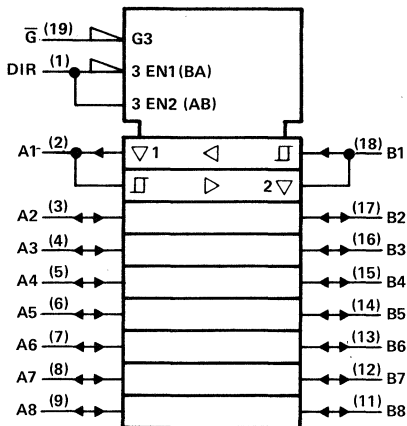 G̅ (19) G3
DIR (1) 3 EN1 (BA)
3 EN2 (AB)
A1 (2) ▽ 1 ◁ (18) B1
▷ 2 ▽
A2 (3) (17) B2
A3 (4) (16) B3
A4 (5) (15) B4
A5 (6) (14) B5
A6 (7) (13) B6
A7 (8) (12) B7
A8 (9) (11) B8